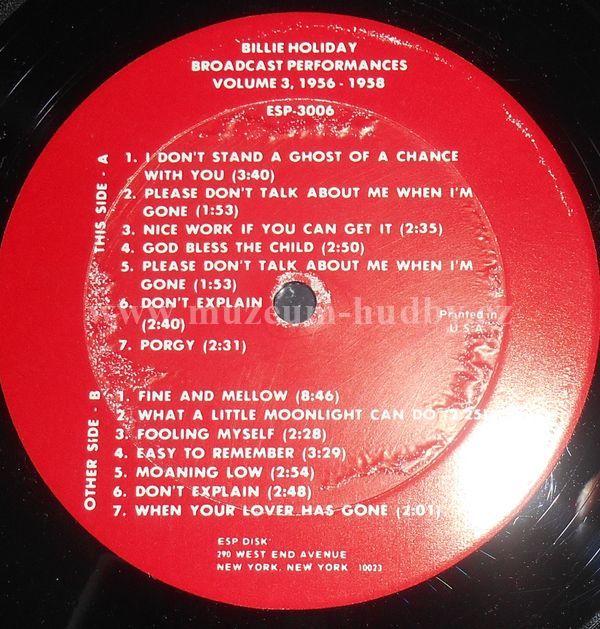 BILLIE HOLIDAY
BROADCAST PERFORMANCES
VOLUME 3, 1956 - 1958
ESP-3006
THIS SIDE - A
1. I DON'T STAND A GHOST OF A CHANCE
WITH YOU (3:40)
2. PLEASE DON'T TALK ABOUT ME WHEN I'M
GONE (1:53)
3. NICE WORK IF YOU CAN GET IT (2:35)
4. GOD BLESS THE CHILD (2:50)
5. PLEASE DON'T TALK ABOUT ME WHEN I'M
GONE (1:53)
6. DON'T EXPLAIN
(2:40)
7. PORGY (2:31)
Printed in
U.S.A.
OTHER SIDE - B
1. FINE AND MELLOW (8:46)
2. WHAT A LITTLE MOONLIGHT CAN DO (2:25)
3. FOOLING MYSELF (2:28)
4. EASY TO REMEMBER (3:29)
5. MOANING LOW (2:54)
6. DON'T EXPLAIN (2:48)
7. WHEN YOUR LOVER HAS GONE (2:01)
ESP DISK'
290 WEST END AVENUE
NEW YORK, NEW YORK 10023